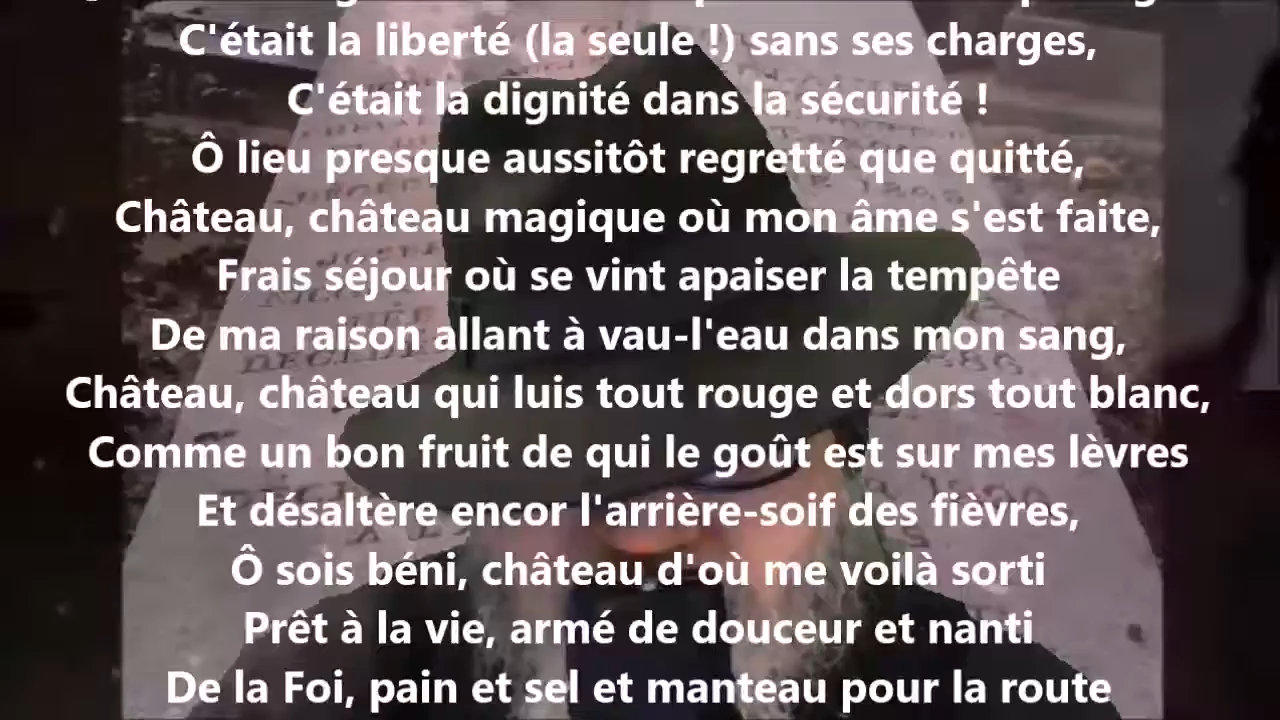 C'était la liberté (la seule !) sans ses charges,
C'était la dignité dans la sécurité !
Ô lieu presque aussitôt regretté que quitté,
Château, château magique où mon âme s'est faite,
Frais séjour où se vint apaiser la tempête
De ma raison allant à vau-l'eau dans mon sang,
Château, château qui luis tout rouge et dors tout blanc,
Comme un bon fruit de qui le goût est sur mes lèvres
Et désaltère encor l'arrière-soif des fièvres,
Ô sois béni, château d'où me voilà sorti
Prêt à la vie, armé de douceur et nanti
De la Foi, pain et sel et manteau pour la route